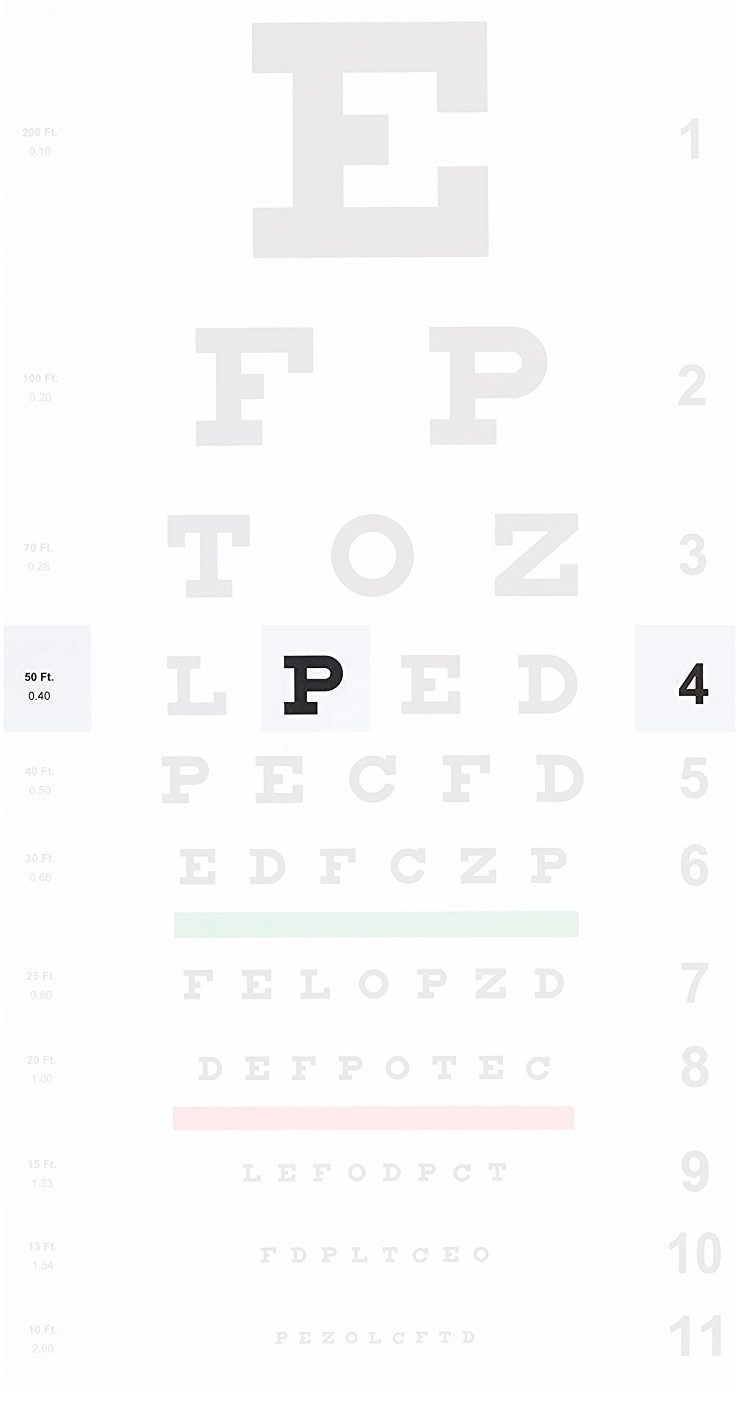 E 1
200 Ft.
0.10
F P 2
100 Ft.
0.20
T O Z 3
70 Ft.
0.28
L P E D 4
50 Ft.
0.40
P E C F D 5
40 Ft.
0.50
E D F C Z P 6
30 Ft.
0.66
F E L O P Z D 7
25 Ft.
0.80
D E F P O T E C 8
20 Ft.
1.00
L E F O D P C T 9
15 Ft.
1.33
F D P L T C E O 10
13 Ft.
1.54
P E Z O L C F T D 11
10 Ft.
2.00